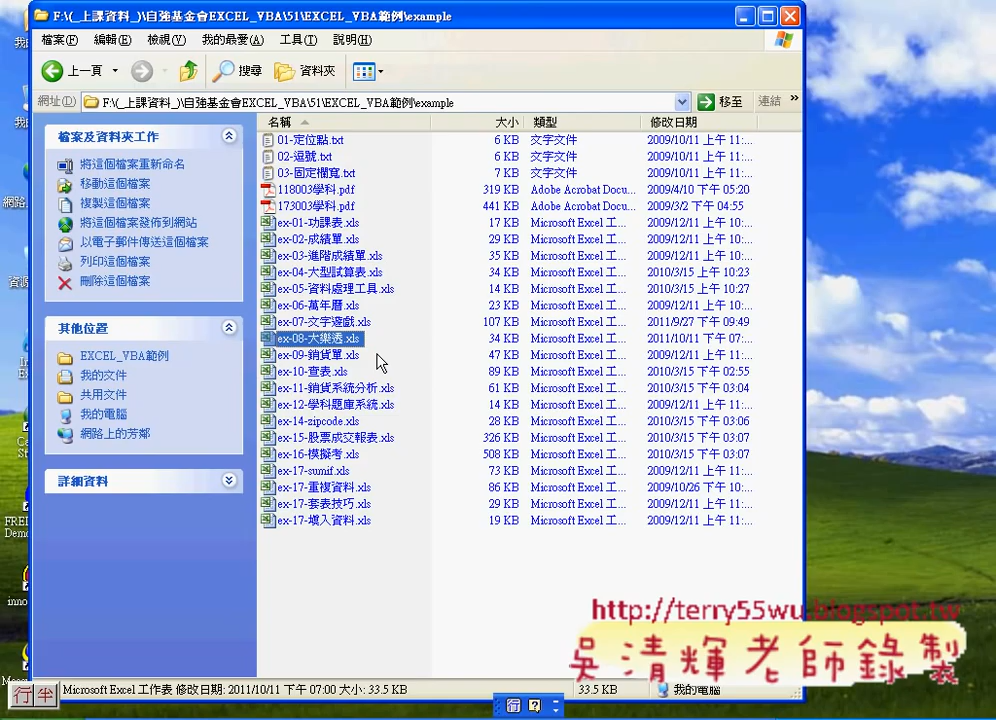 F:\(_上課資料_)\自強基金會EXCEL_VBA\51\EXCEL_VBA範例\example
檔案(F) 編輯(E) 檢視(V) 我的最愛(A) 工具(T) 說明(H)
上一頁 搜尋 資料夾
網址(D) F:\(_上課資料_)\自強基金會EXCEL_VBA\51\EXCEL_VBA範例\example 移至 連結 »
檔案及資料夾工作
將這個檔案重新命名
移動這個檔案
複製這個檔案
將這個檔案發佈到網站
以電子郵件傳送這個檔案
列印這個檔案
刪除這個檔案
其他位置
EXCEL_VBA範例
我的文件
共用文件
我的電腦
網路上的芳鄰
詳細資料
名稱 大小 類型 修改日期
01-定位點.txt 6 KB 文字文件 2009/10/11 上午 11:...
02-逗號.txt 6 KB 文字文件 2009/10/11 上午 11:...
03-固定欄寬.txt 7 KB 文字文件 2009/10/11 上午 11:...
118003學科.pdf 319 KB Adobe Acrobat Docu... 2009/4/10 下午 05:20
173003學科.pdf 441 KB Adobe Acrobat Docu... 2009/3/2 下午 04:55
ex-01-功課表.xls 17 KB Microsoft Excel 工... 2009/12/11 上午 10:...
ex-02-成績單.xls 29 KB Microsoft Excel 工... 2009/12/11 上午 10:...
ex-03-進階成績單.xls 35 KB Microsoft Excel 工... 2009/12/11 上午 10:...
ex-04-大型試算表.xls 34 KB Microsoft Excel 工... 2010/3/15 上午 10:23
ex-05-資料處理工具.xls 14 KB Microsoft Excel 工... 2010/3/15 上午 10:27
ex-06-萬年曆.xls 23 KB Microsoft Excel 工... 2009/12/11 上午 10:...
ex-07-文字遊戲.xls 107 KB Microsoft Excel 工... 2011/9/27 下午 09:49
ex-08-大樂透.xls 34 KB Microsoft Excel 工... 2011/10/11 下午 07:...
ex-09-銷貨單.xls 47 KB Microsoft Excel 工... 2009/12/11 上午 11:...
ex-10-查表.xls 89 KB Microsoft Excel 工... 2010/3/15 下午 02:55
ex-11-銷貨系統分析.xls 61 KB Microsoft Excel 工... 2010/3/15 下午 03:04
ex-12-學科題庫系統.xls 14 KB Microsoft Excel 工... 2009/12/11 上午 11:...
ex-14-zipcode.xls 28 KB Microsoft Excel 工... 2010/3/15 下午 03:06
ex-15-股票成交報表.xls 326 KB Microsoft Excel 工... 2010/3/15 下午 03:07
ex-16-模擬考.xls 508 KB Microsoft Excel 工... 2010/3/15 下午 03:07
ex-17-sumif.xls 73 KB Microsoft Excel 工... 2009/12/11 上午 11:...
ex-17-重複資料.xls 86 KB Microsoft Excel 工... 2009/10/26 下午 10:...
ex-17-套表技巧.xls 29 KB Microsoft Excel 工... 2009/12/11 上午 11:...
ex-17-填入資料.xls 19 KB Microsoft Excel 工... 2009/12/11 上午 11:...
http://terry55wu.blogspot.tw
吳清輝老師錄製
Microsoft Excel 工作表 修改日期: 2011/10/11 下午 07:00 大小: 33.5 KB 33.5 KB 我的電腦
行 半
行